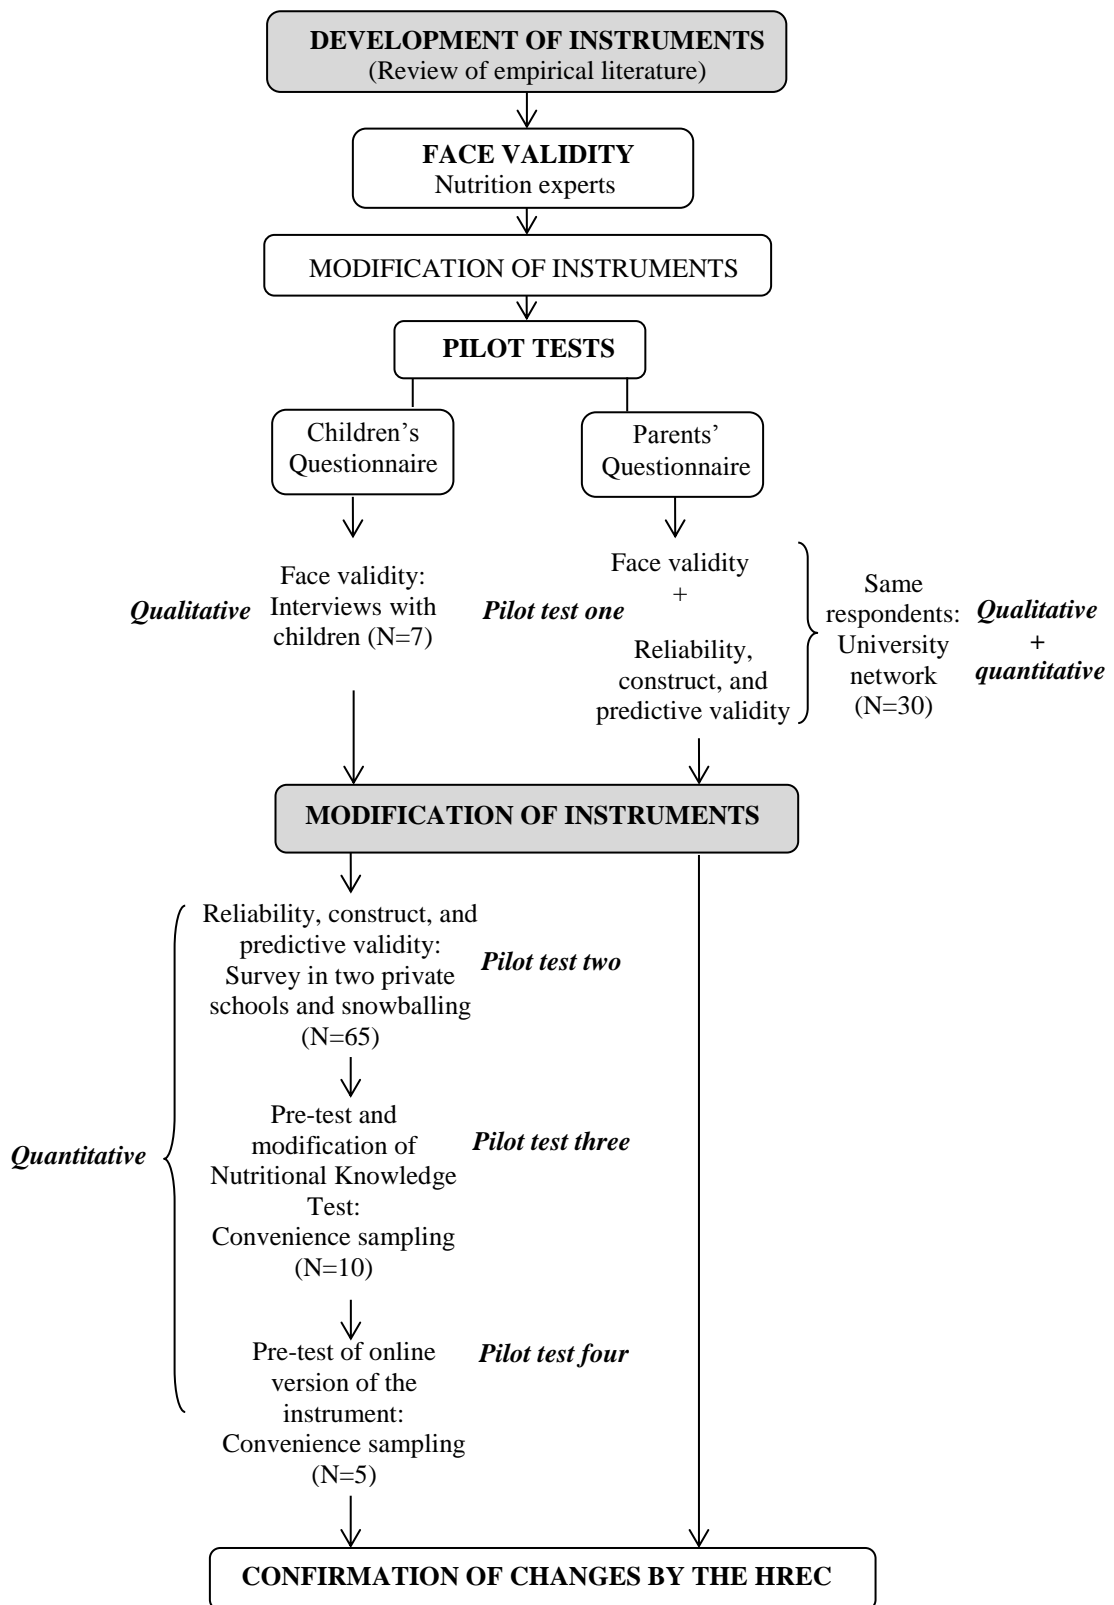 DEVELOPMENT OF INSTRUMENTS
(Review of empirical literature)
FACE VALIDITY
Nutrition experts
MODIFICATION OF INSTRUMENTS
PILOT TESTS
Children’s
Questionnaire
Parents’
Questionnaire
Qualitative
Face validity:
Interviews with
children (N=7)
Pilot test one
Face validity
+
Reliability,
construct, and
predictive validity
Same
respondents:
University
network
(N=30)
Qualitative
+
quantitative
MODIFICATION OF INSTRUMENTS
Quantitative
Reliability, construct, and
predictive validity:
Survey in two private
schools and snowballing
(N=65)
Pilot test two
Pre-test and
modification of
Nutritional Knowledge
Test:
Convenience sampling
(N=10)
Pilot test three
Pre-test of online
version of the
instrument:
Convenience sampling
(N=5)
Pilot test four
CONFIRMATION OF CHANGES BY THE HREC